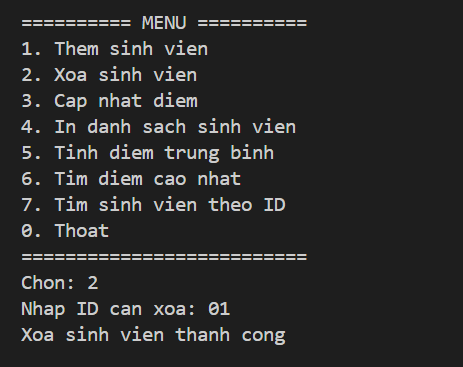 ========== MENU ==========
1. Them sinh vien
2. Xoa sinh vien
3. Cap nhat diem
4. In danh sach sinh vien
5. Tinh diem trung binh
6. Tim diem cao nhat
7. Tim sinh vien theo ID
0. Thoat
==========================
Chon: 2
Nhap ID can xoa: 01
Xoa sinh vien thanh cong